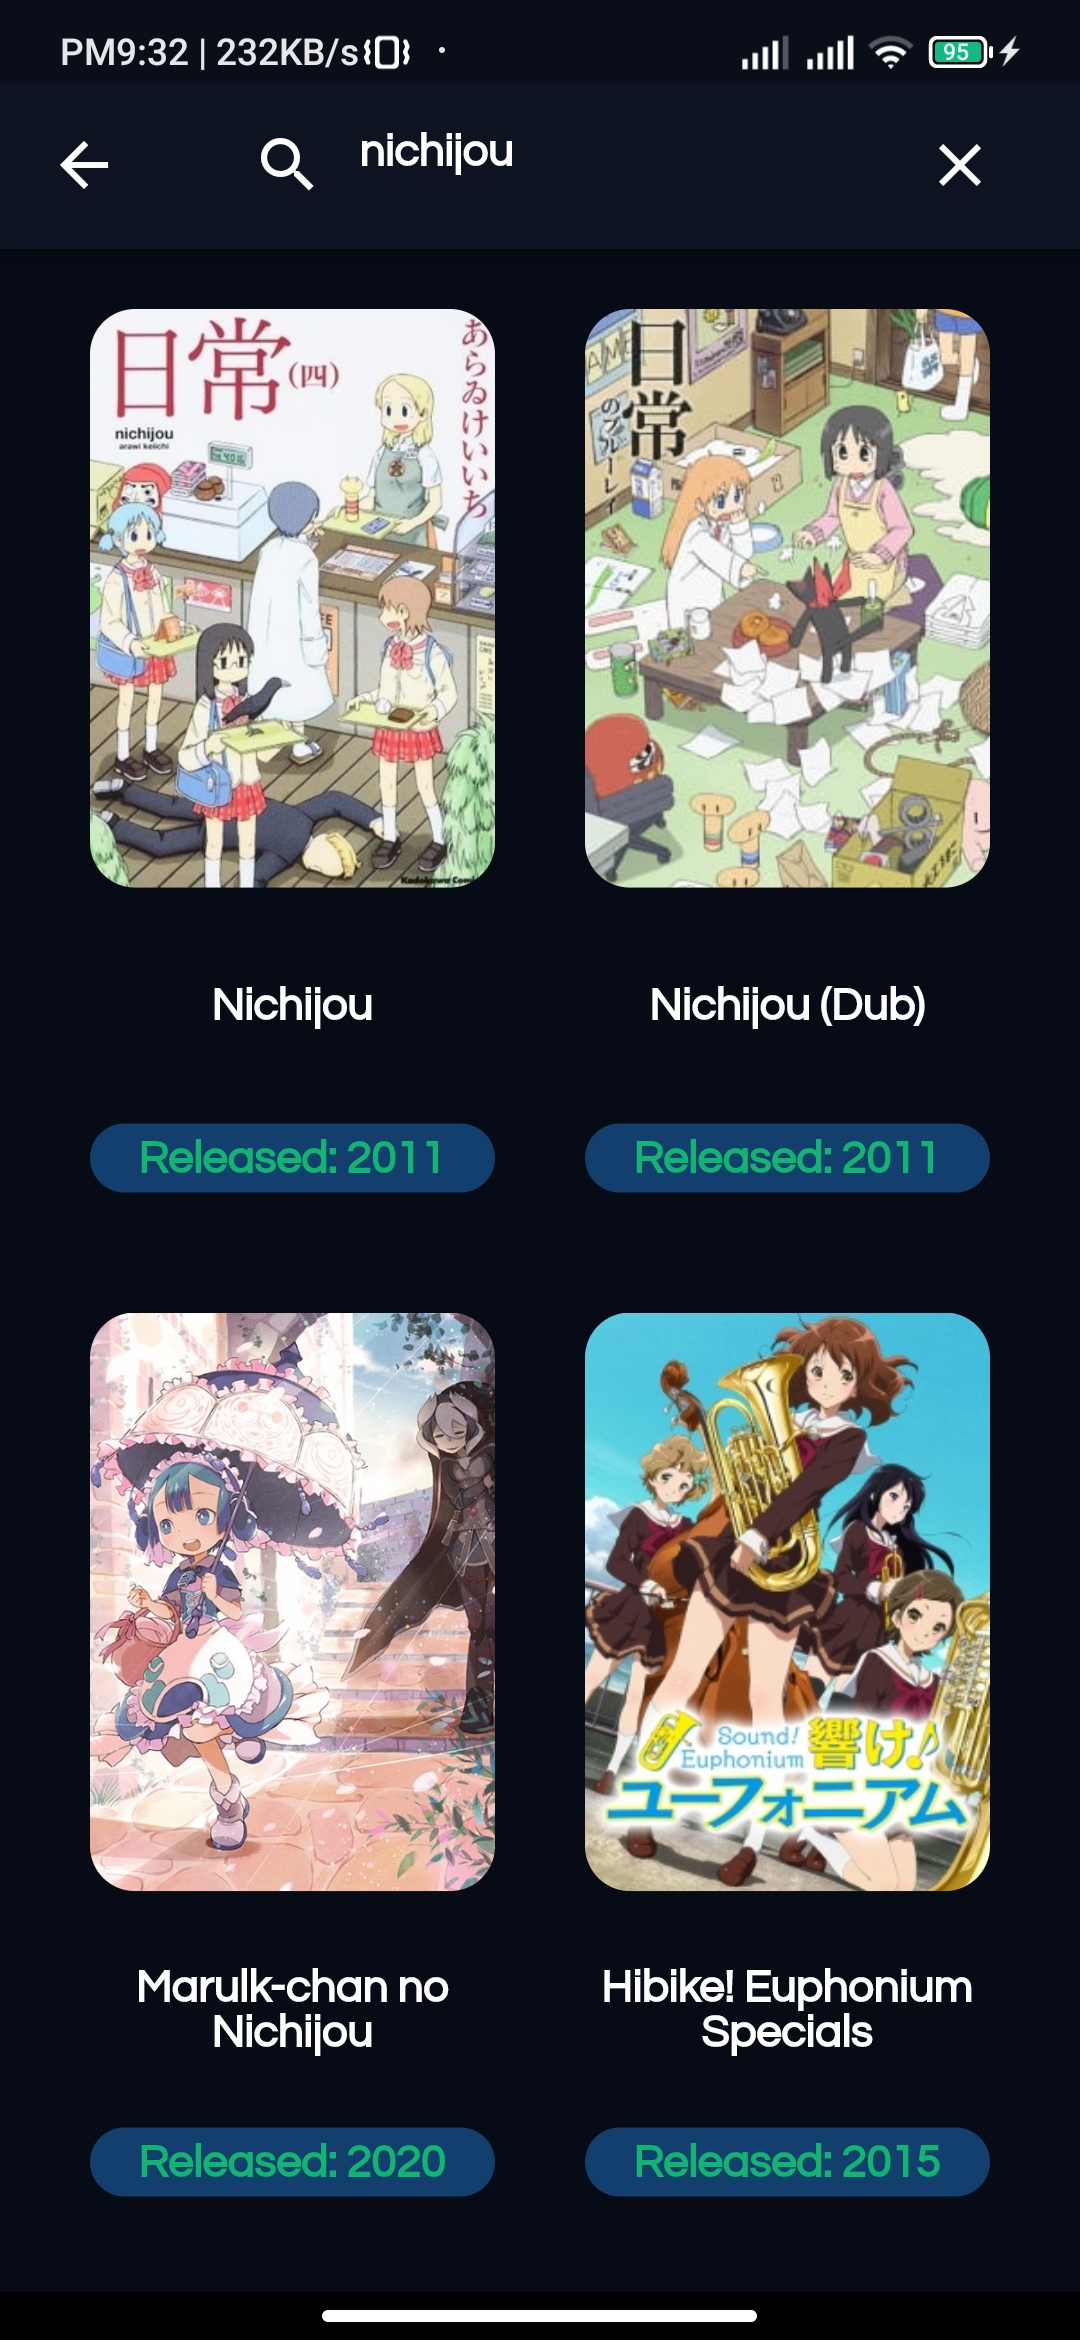 PM9:32 | 232KB/s
95
nichijou
日常(四)
nichijou
arawi keiichi
あらゐけいいち
日常
のブルーレイ
Nichijou
Nichijou (Dub)
Released: 2011
Released: 2011
Sound!
Euphonium
響け♪
ユーフォニアム
Marulk-chan no
Nichijou
Hibike! Euphonium
Specials
Released: 2020
Released: 2015